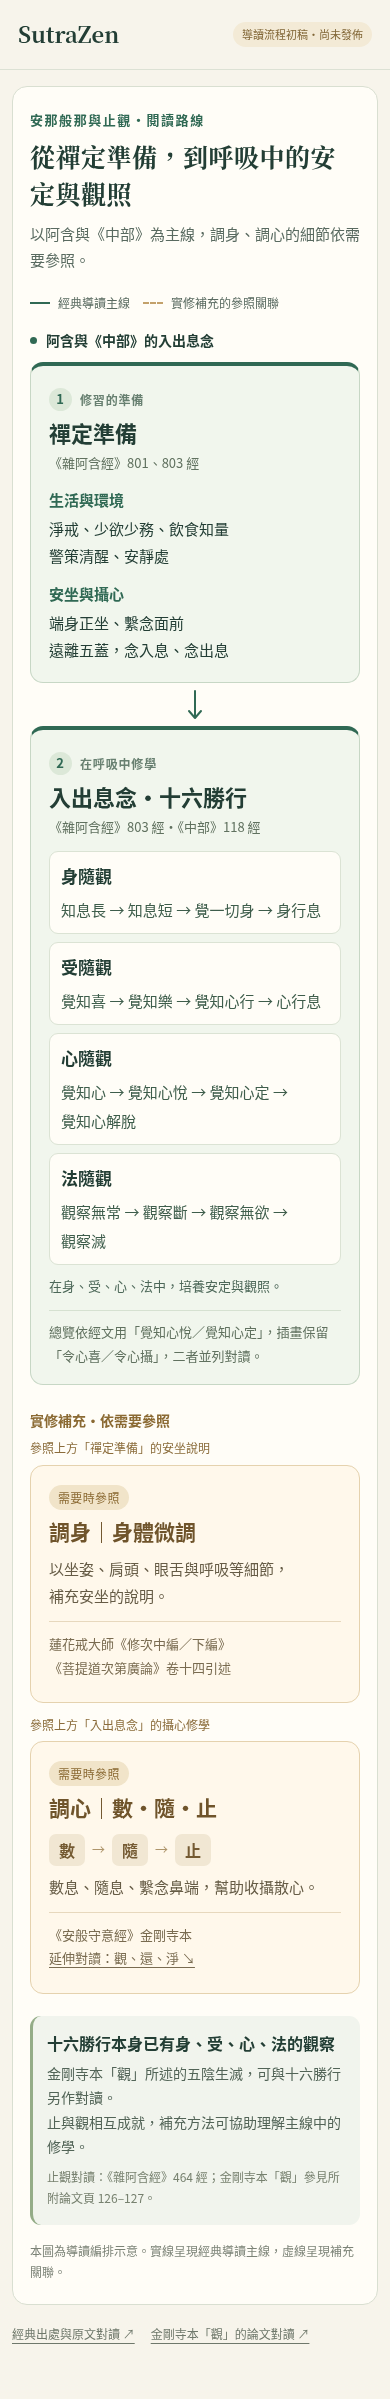 SutraZen
導讀流程初稿・尚未發佈
安那般那與止觀・閱讀路線
從禪定準備，到呼吸中的安
定與觀照
以阿含與《中部》為主線，調身、調心的細節依需
要參照。
經典導讀主線
實修補充的參照關聯
阿含與《中部》的入出息念
1 修習的準備
禪定準備
《雜阿含經》801、803 經
生活與環境
淨戒、少欲少務、飲食知量
警策清醒、安靜處
安坐與攝心
端身正坐、繫念面前
遠離五蓋，念入息、念出息
↓
2 在呼吸中修學
入出息念・十六勝行
《雜阿含經》803 經・《中部》118 經
身隨觀
知息長 → 知息短 → 覺一切身 → 身行息
受隨觀
覺知喜 → 覺知樂 → 覺知心行 → 心行息
心隨觀
覺知心 → 覺知心悅 → 覺知心定 →
覺知心解脫
法隨觀
觀察無常 → 觀察斷 → 觀察無欲 →
觀察滅
在身、受、心、法中，培養安定與觀照。
總覽依經文用「覺知心悅／覺知心定」，插畫保留
「令心喜／令心攝」，二者並列對讀。
實修補充・依需要參照
參照上方「禪定準備」的安坐說明
需要時參照
調身｜身體微調
以坐姿、肩頭、眼舌與呼吸等細節，
補充安坐的說明。
蓮花戒大師《修次中編／下編》
《菩提道次第廣論》卷十四引述
參照上方「入出息念」的攝心修學
需要時參照
調心｜數・隨・止
數 → 隨 → 止
數息、隨息、繫念鼻端，幫助收攝散心。
《安般守意經》金剛寺本
延伸對讀：觀、還、淨 ↘
十六勝行本身已有身、受、心、法的觀察
金剛寺本「觀」所述的五陰生滅，可與十六勝行
另作對讀。
止與觀相互成就，補充方法可協助理解主線中的
修學。
止觀對讀：《雜阿含經》464 經；金剛寺本「觀」參見所
附論文頁 126–127。
本圖為導讀編排示意。實線呈現經典導讀主線，虛線呈現補充
關聯。
經典出處與原文對讀 ↗
金剛寺本「觀」的論文對讀 ↗